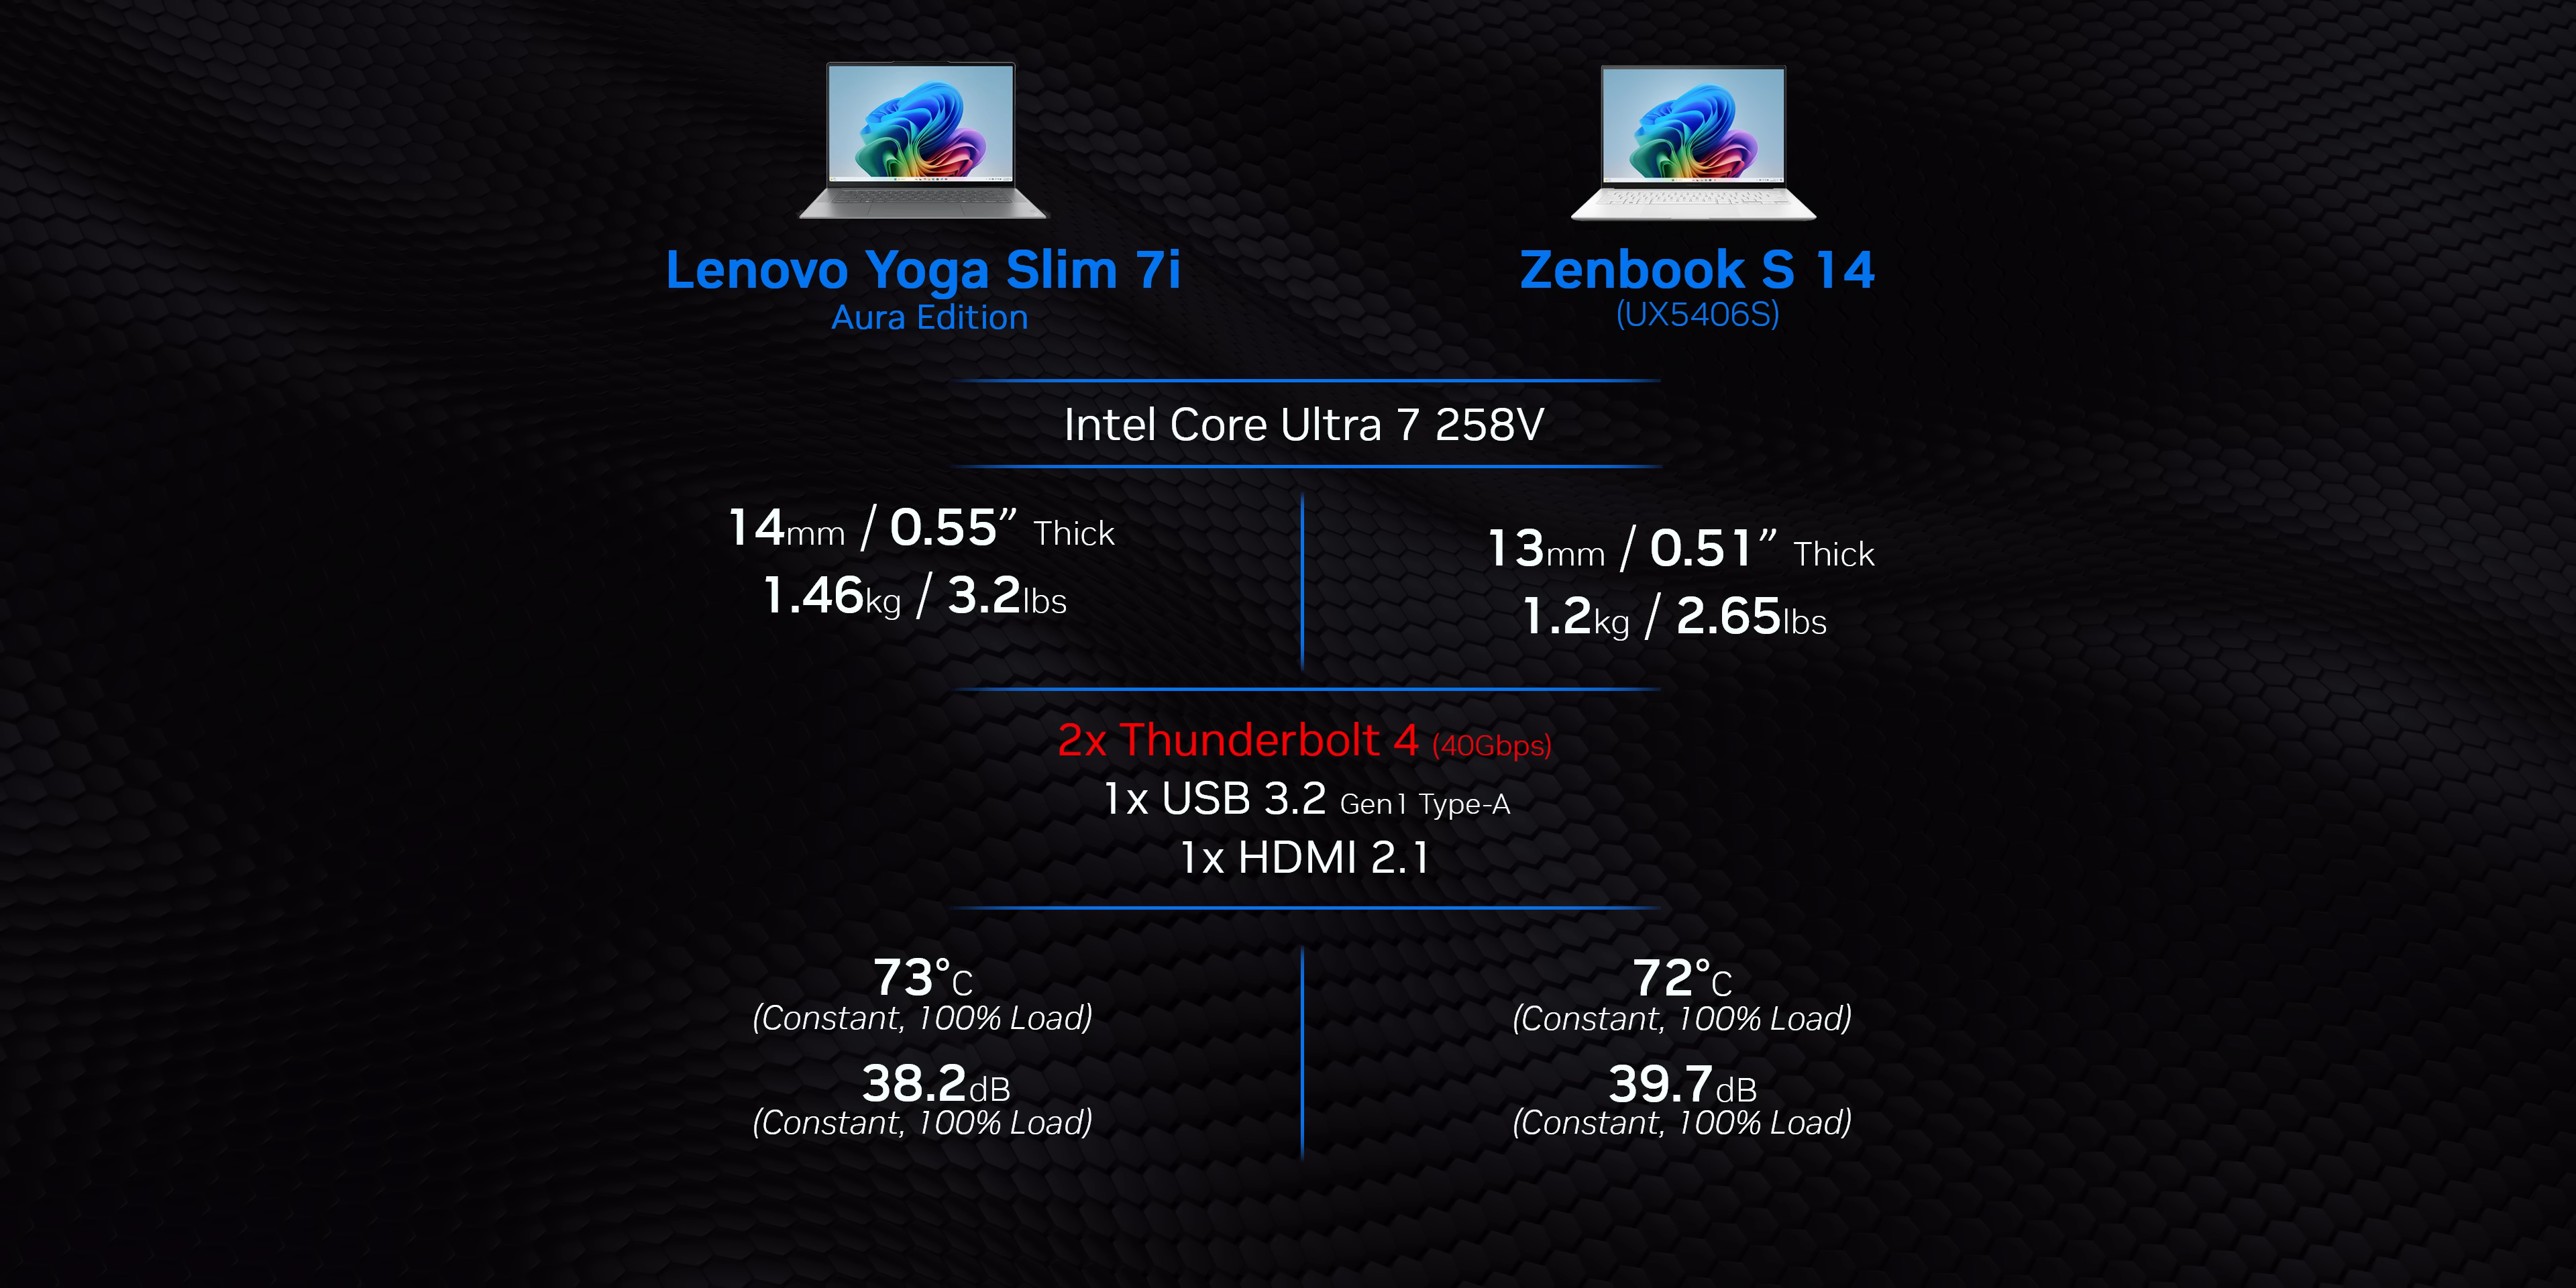 Lenovo Yoga Slim 7i
Aura Edition
Zenbook S 14
(UX5406S)
Intel Core Ultra 7 258V
14mm / 0.55” Thick
1.46kg / 3.2lbs
13mm / 0.51” Thick
1.2kg / 2.65lbs
2x Thunderbolt 4 (40Gbps)
1x USB 3.2 Gen1 Type-A
1x HDMI 2.1
73°C
(Constant, 100% Load)
38.2dB
(Constant, 100% Load)
72°C
(Constant, 100% Load)
39.7dB
(Constant, 100% Load)